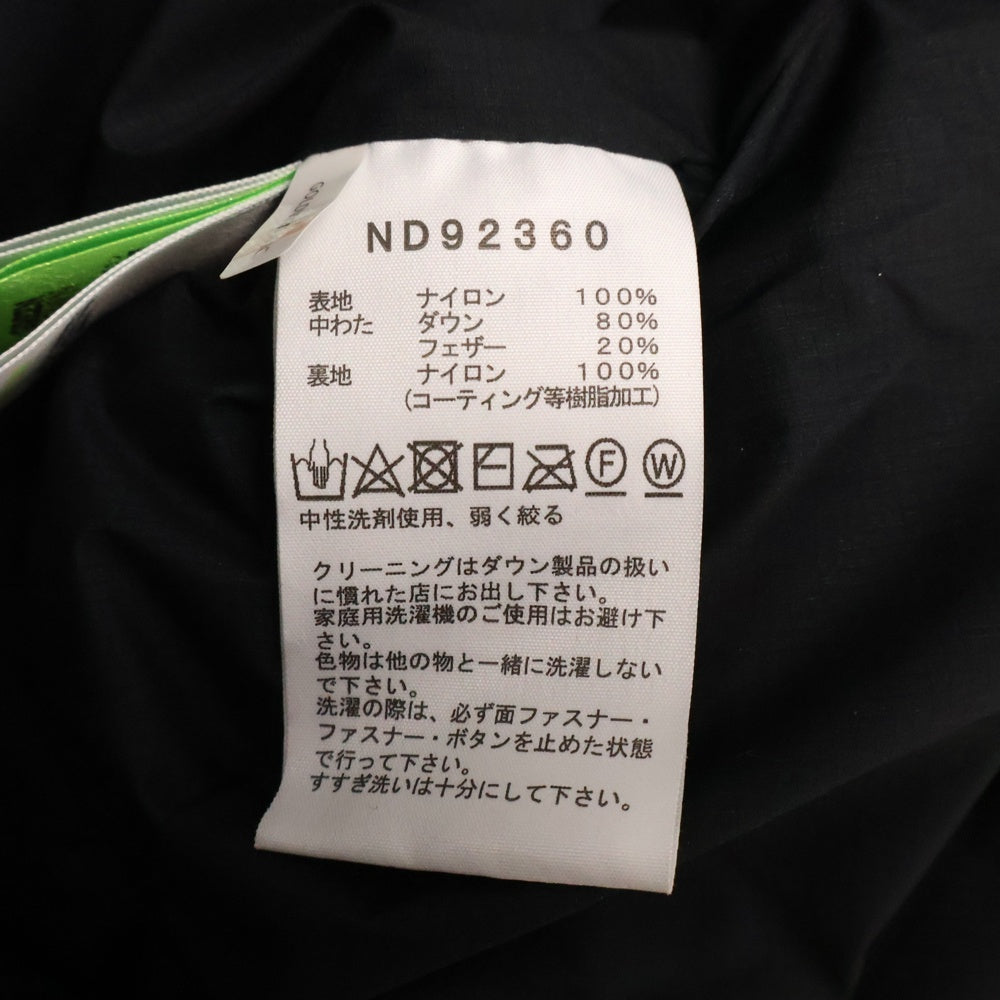 ND92360
表地 ナイロン 100%
中わた ダウン 80%
フェザー 20%
裏地 ナイロン 100%
(コーティング等樹脂加工)
F W
中性洗剤使用、弱く絞る
クリーニングはダウン製品の扱い
に慣れた店にお出し下さい。
家庭用洗濯機のご使用はお避け下
さい。
色物は他の物と一緒に洗濯しない
で下さい。
洗濯の際は、必ず面ファスナー・
ファスナー・ボタンを止めた状態
で行って下さい。
すすぎ洗いは十分にして下さい。